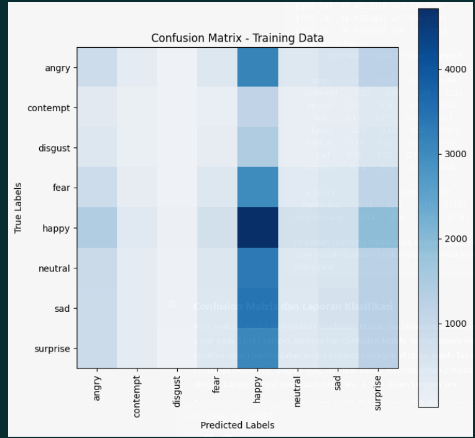 Confusion Matrix - Training Data
angry
contempt
disgust
fear
happy
neutral
sad
surprise
True Labels
angry
contempt
disgust
fear
happy
neutral
sad
surprise
Predicted Labels
4000
3000
2000
1000